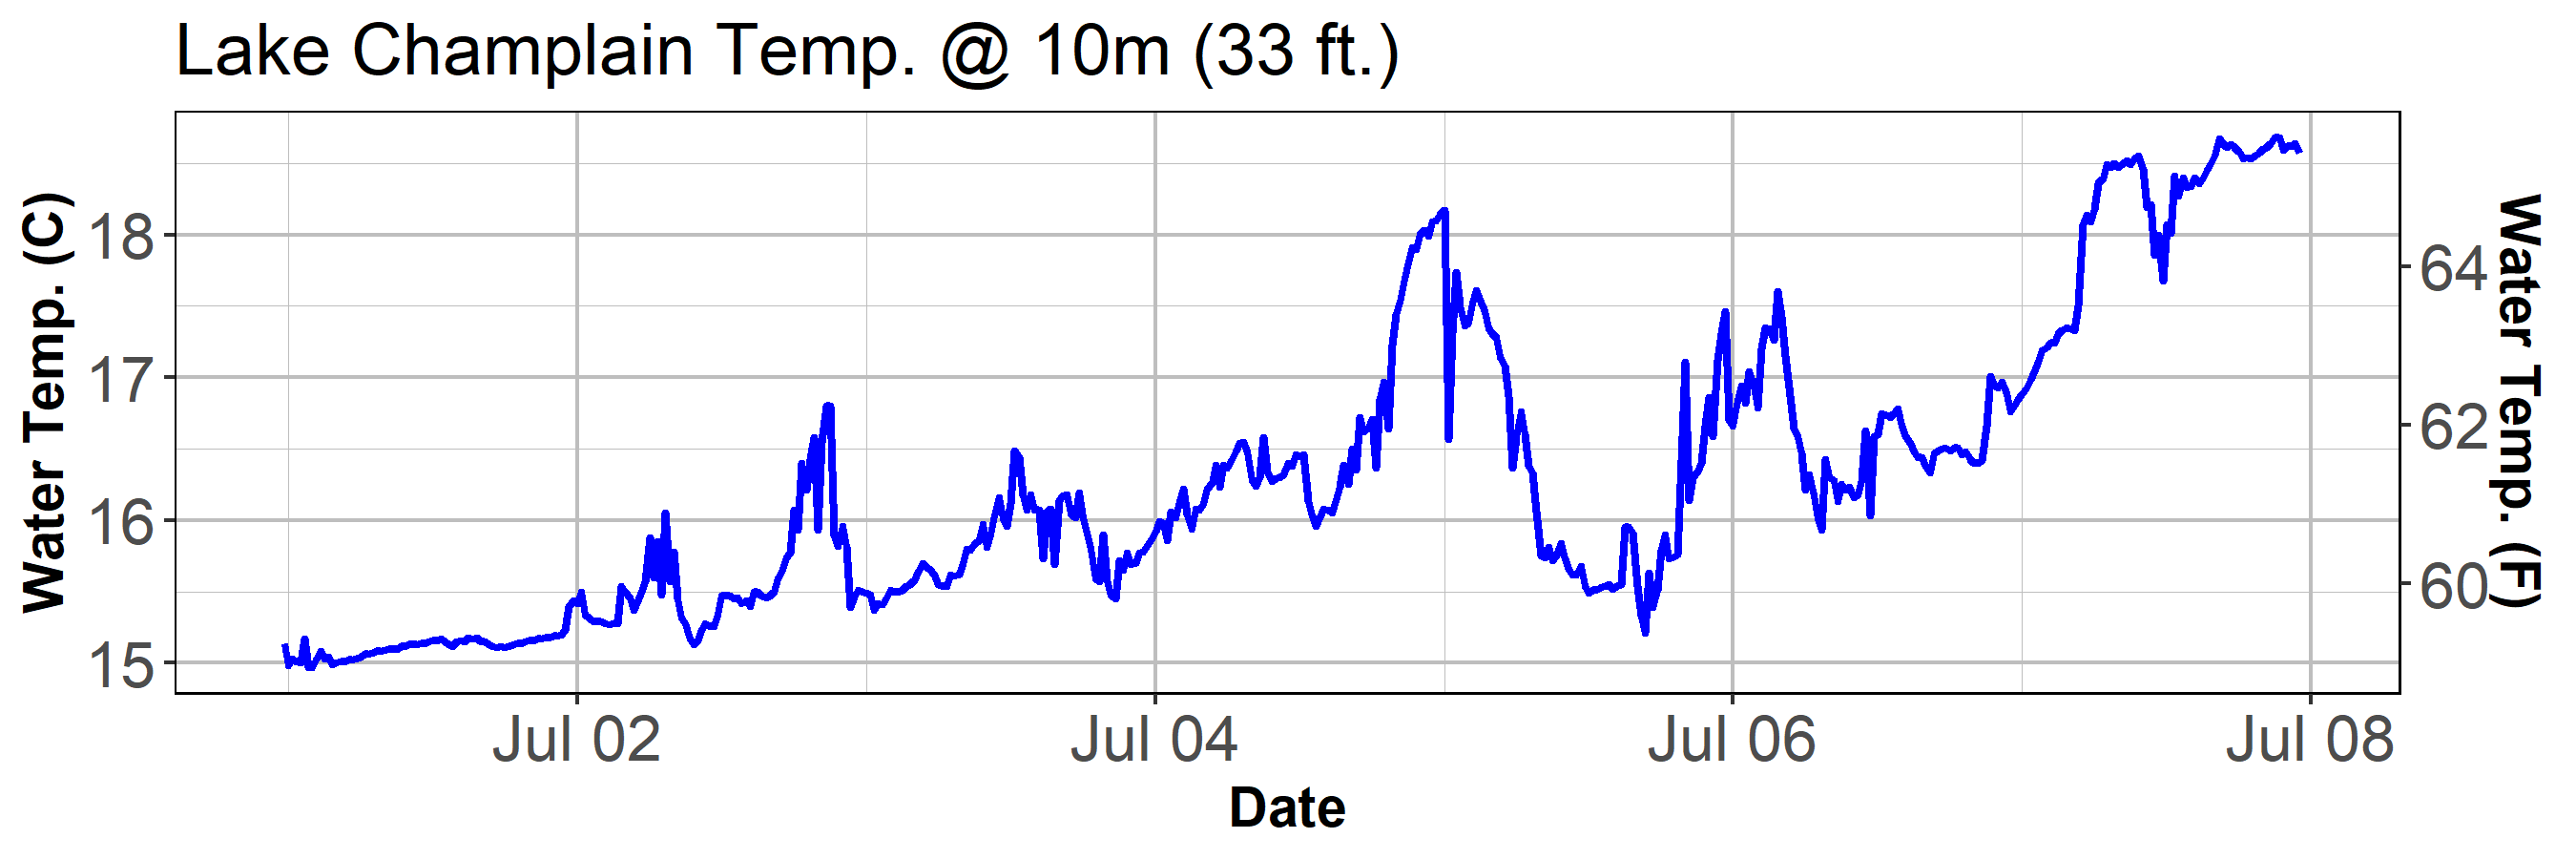 Lake Champlain Temp. @ 10m (33 ft.)
Water Temp. (C)
18
17
16
15
64
62
60
Water Temp. (F)
Jul 02
Jul 04
Jul 06
Jul 08
Date